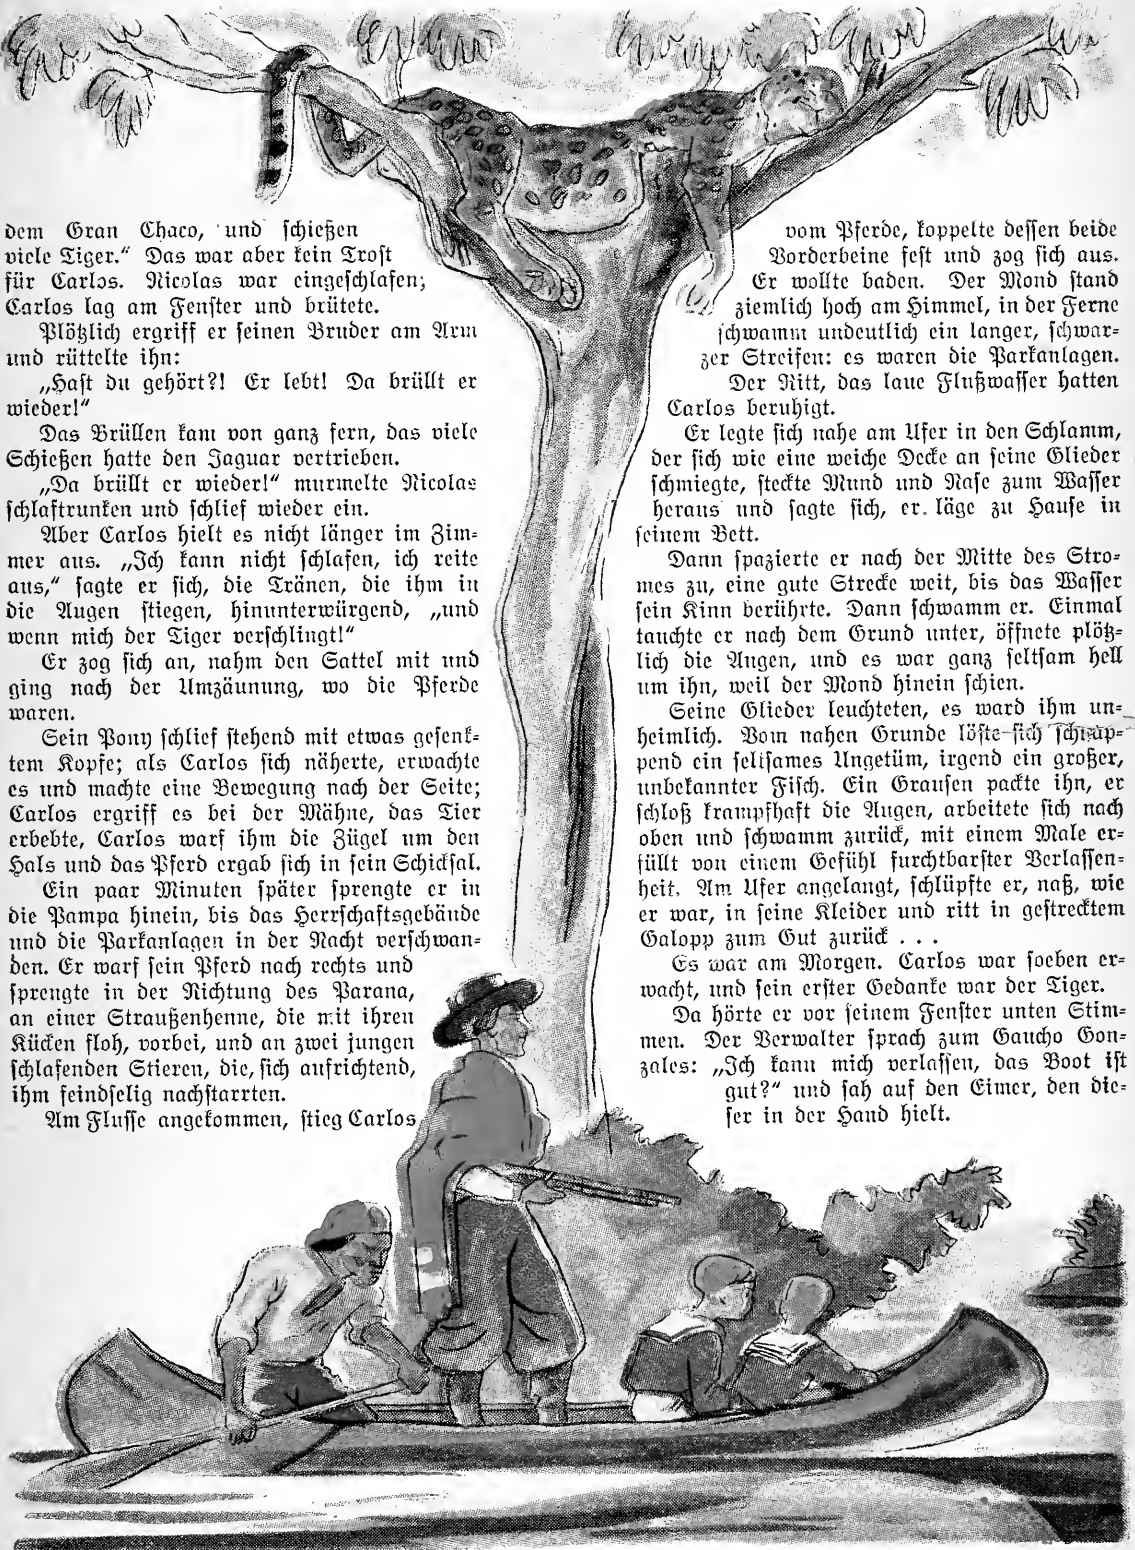 dem Gran Chaco, und schießen
viele Tiger.“ Das war aber kein Trost
für Carlos. Nicolas war eingeschlafen;
Carlos lag am Fenster und brütete.
Plötzlich ergriff er seinen Bruder am Arm
und rüttelte ihn:
„Hast du gehört?! Er lebt! Da brüllt er
wieder!“
Das Brüllen kam von ganz fern, das viele
Schießen hatte den Jaguar vertrieben.
„Da brüllt er wieder!“ murmelte Nicolas
schlaftrunken und schlief wieder ein.
Aber Carlos hielt es nicht länger im Zim=
mer aus. „Ich kann nicht schlafen, ich reite
aus,“ sagte er sich, die Tränen, die ihm in
die Augen stiegen, hinunterwürgend, „und
wenn mich der Tiger verschlingt!“
Er zog sich an, nahm den Sattel mit und
ging nach der Umzäunung, wo die Pferde
waren.
Sein Pony schlief stehend mit etwas gesenk=
tem Kopfe; als Carlos sich näherte, erwachte
es und machte eine Bewegung nach der Seite;
Carlos ergriff es bei der Mähne, das Tier
erbebte, Carlos warf ihm die Zügel um den
Hals und das Pferd ergab sich in sein Schicksal.
Ein paar Minuten später sprengte er in
die Pampa hinein, bis das Herrschaftsgebäude
und die Parkanlagen in der Nacht verschwan=
den. Er warf sein Pferd nach rechts und
sprengte in der Richtung des Parana,
an einer Straußenhenne, die mit ihren
Kücken floh, vorbei, und an zwei jungen
schlafenden Stieren, die, sich aufrichtend,
ihm feindselig nachstarrten.
Am Flusse angekommen, stieg Carlos
vom Pferde, koppelte dessen beide
Vorderbeine fest und zog sich aus.
Er wollte baden. Der Mond stand
ziemlich hoch am Himmel, in der Ferne
schwamm undeutlich ein langer, schwar=
zer Streifen: es waren die Parkanlagen.
Der Ritt, das laue Flußwasser hatten
Carlos beruhigt.
Er legte sich nahe am Ufer in den Schlamm,
der sich wie eine weiche Decke an seine Glieder
schmiegte, steckte Mund und Nase zum Wasser
heraus und sagte sich, er läge zu Hause in
seinem Bett.
Dann spazierte er nach der Mitte des Stro=
mes zu, eine gute Strecke weit, bis das Wasser
sein Kinn berührte. Dann schwamm er. Einmal
tauchte er nach dem Grund unter, öffnete plötz=
lich die Augen, und es war ganz seltsam hell
um ihn, weil der Mond hinein schien.
Seine Glieder leuchteten, es ward ihm un=
heimlich. Vom nahen Grunde löste sich schnap=
pend ein seltsames Ungetüm, irgend ein großer,
unbekannter Fisch. Ein Grausen packte ihn, er
schloß krampfhaft die Augen, arbeitete sich nach
oben und schwamm zurück, mit einem Male er=
füllt von einem Gefühl furchtbarster Verlassen=
heit. Am Ufer angelangt, schlüpfte er, naß, wie
er war, in seine Kleider und ritt in gestrecktem
Galopp zum Gut zurück . . .
Es war am Morgen. Carlos war soeben er=
wacht, und sein erster Gedanke war der Tiger.
Da hörte er vor seinem Fenster unten Stim=
men. Der Verwalter sprach zum Gaucho Gon=
zales: „Ich kann mich verlassen, das Boot ist
gut?“ und sah auf den Eimer, den die=
ser in der Hand hielt.